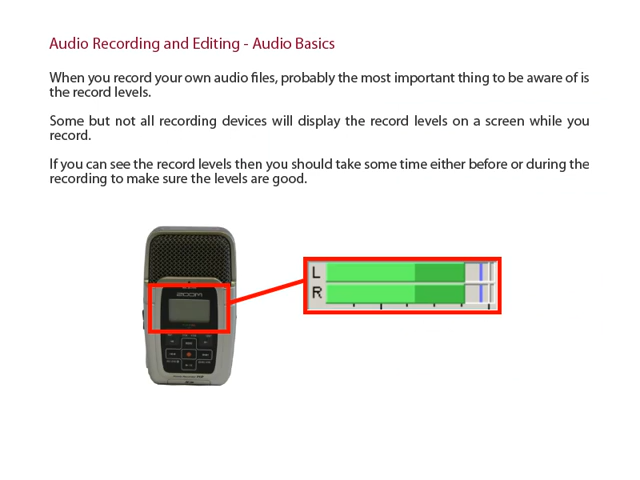 Audio Recording and Editing - Audio Basics
When you record your own audio files, probably the most important thing to be aware of is
the record levels.
Some but not all recording devices will display the record levels on a screen while you
record.
If you can see the record levels then you should take some time either before or during the
recording to make sure the levels are good.
L
R
ZOOM